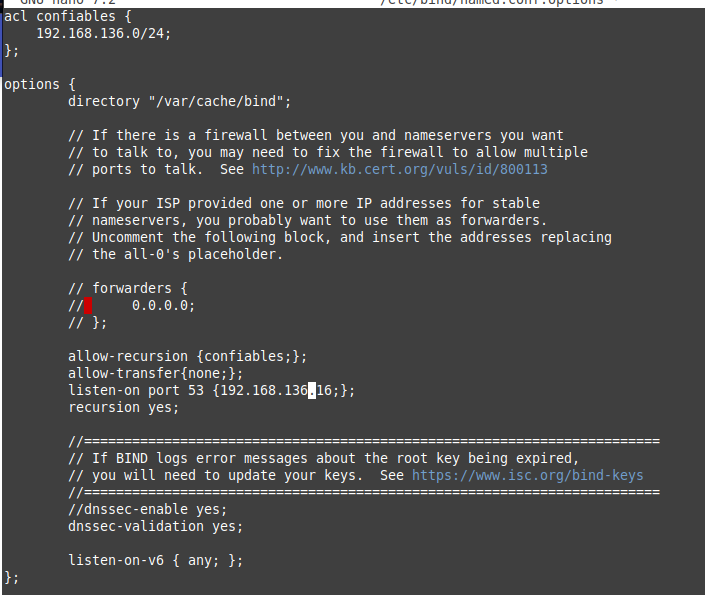 GNU nano 7.2 /etc/bind/named.conf.options *
acl confiables {
    192.168.136.0/24;
};

options {
        directory "/var/cache/bind";

        // If there is a firewall between you and nameservers you want
        // to talk to, you may need to fix the firewall to allow multiple
        // ports to talk.  See http://www.kb.cert.org/vuls/id/800113

        // If your ISP provided one or more IP addresses for stable
        // nameservers, you probably want to use them as forwarders.
        // Uncomment the following block, and insert the addresses replacing
        // the all-0's placeholder.

        // forwarders {
        //      0.0.0.0;
        // };

        allow-recursion {confiables;};
        allow-transfer{none;};
        listen-on port 53 {192.168.136.16;};
        recursion yes;

        //========================================================================
        // If BIND logs error messages about the root key being expired,
        // you will need to update your keys.  See https://www.isc.org/bind-keys
        //========================================================================
        //dnssec-enable yes;
        dnssec-validation yes;

        listen-on-v6 { any; };
};